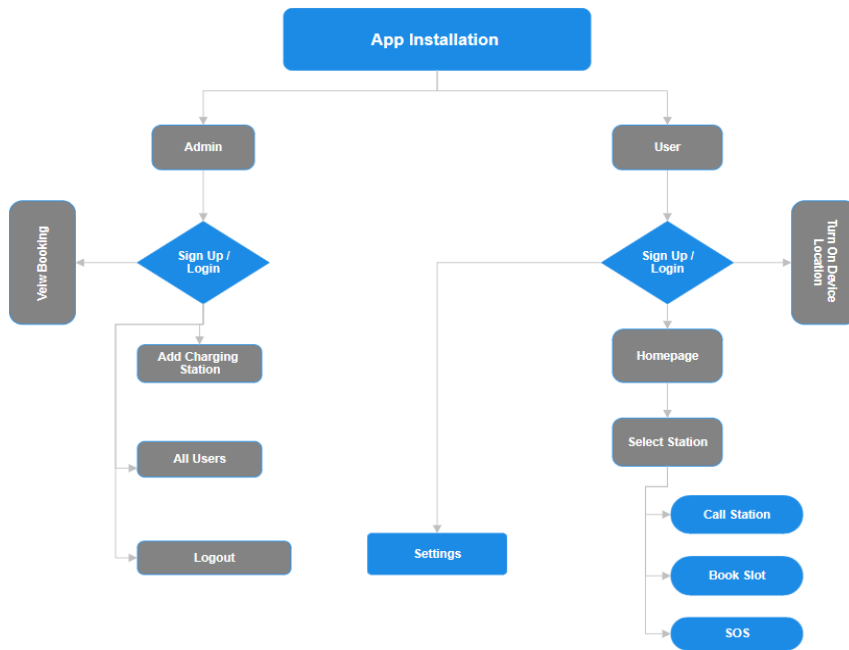 App Installation
Admin
User
Veiw Booking
Sign Up /
Login
Sign Up /
Login
Turn On Device
Location
Add Charging
Station
Homepage
All Users
Select Station
Call Station
Logout
Settings
Book Slot
SOS